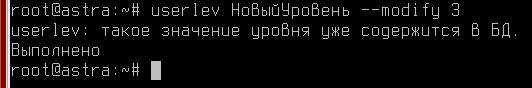 root@astra:~# userlev НовыйУровень --modify 3
userlev: такое значение уровня уже содержится в БД.
Выполнено
root@astra:~#